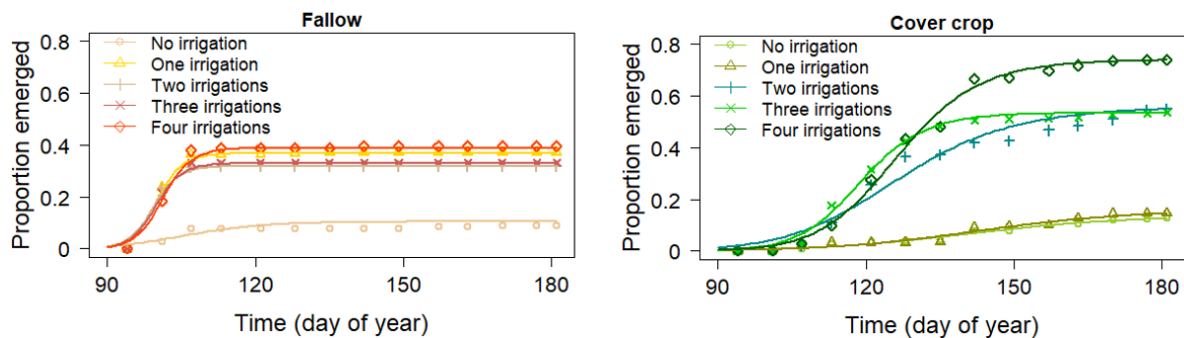 Fallow
Proportion emerged
0.8
0.6
0.4
0.2
0
No irrigation
One irrigation
Two irrigations
Three irrigations
Four irrigations
90
120
150
180
Time (day of year)
Cover crop
Proportion emerged
0.8
0.6
0.4
0.2
0
No irrigation
One irrigation
Two irrigations
Three irrigations
Four irrigations
90
120
150
180
Time (day of year)